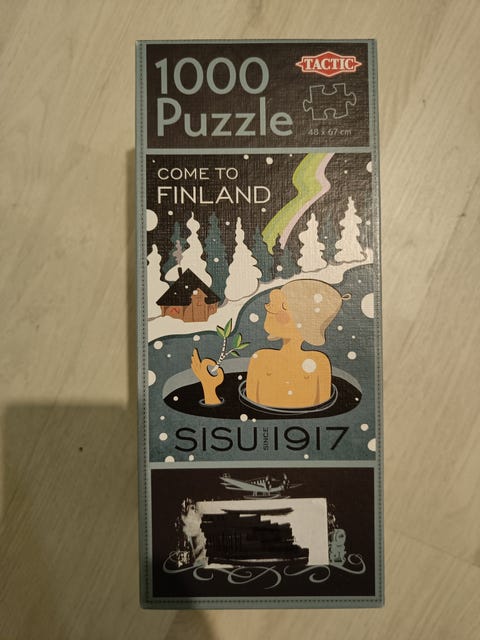 1000
Puzzle
TACTIC
48 x 67 cm
COME TO
FINLAND
SISU SINCE 1917